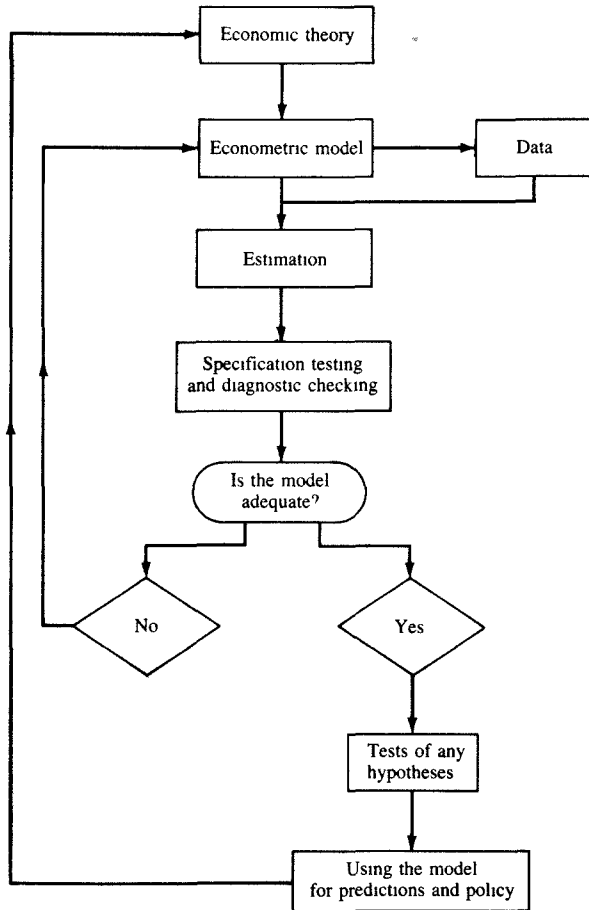 Economic theory
Econometric model
Data
Estimation
Specification testing
and diagnostic checking
Is the model
adequate?
No
Yes
Tests of any
hypotheses
Using the model
for predictions and policy